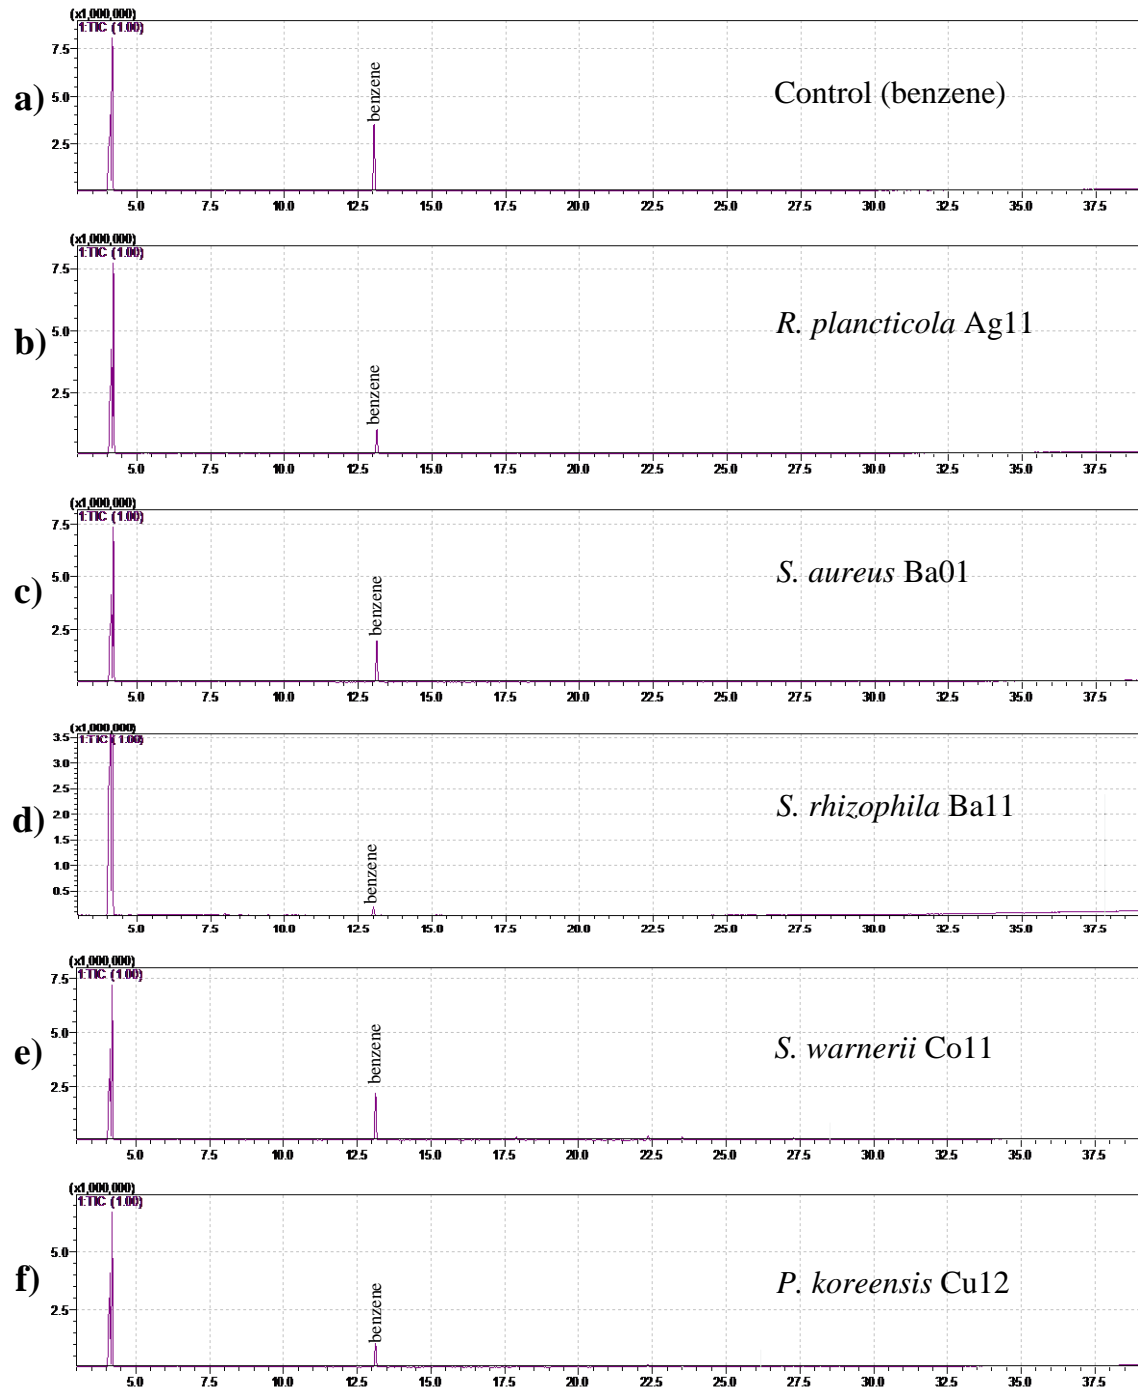 (x1,000,000)
1:TIC (1.00)
7.5
5.0
2.5
a)
benzene
Control (benzene)
5.0 7.5 10.0 12.5 15.0 17.5 20.0 22.5 25.0 27.5 30.0 32.5 35.0 37.5
(x1,000,000)
1:TIC (1.00)
7.5
5.0
2.5
b)
benzene
R. plancticola Ag11
5.0 7.5 10.0 12.5 15.0 17.5 20.0 22.5 25.0 27.5 30.0 32.5 35.0 37.5
(x1,000,000)
1:TIC (1.00)
7.5
5.0
2.5
c)
benzene
S. aureus Ba01
5.0 7.5 10.0 12.5 15.0 17.5 20.0 22.5 25.0 27.5 30.0 32.5 35.0 37.5
(x1,000,000)
1:TIC (1.00)
3.5
3.0
2.5
2.0
1.5
1.0
0.5
d)
benzene
S. rhizophila Ba11
5.0 7.5 10.0 12.5 15.0 17.5 20.0 22.5 25.0 27.5 30.0 32.5 35.0 37.5
(x1,000,000)
1:TIC (1.00)
7.5
5.0
2.5
e)
benzene
S. warnerii Co11
5.0 7.5 10.0 12.5 15.0 17.5 20.0 22.5 25.0 27.5 30.0 32.5 35.0 37.5
(x1,000,000)
1:TIC (1.00)
5.0
2.5
f)
benzene
P. koreensis Cu12
5.0 7.5 10.0 12.5 15.0 17.5 20.0 22.5 25.0 27.5 30.0 32.5 35.0 37.5